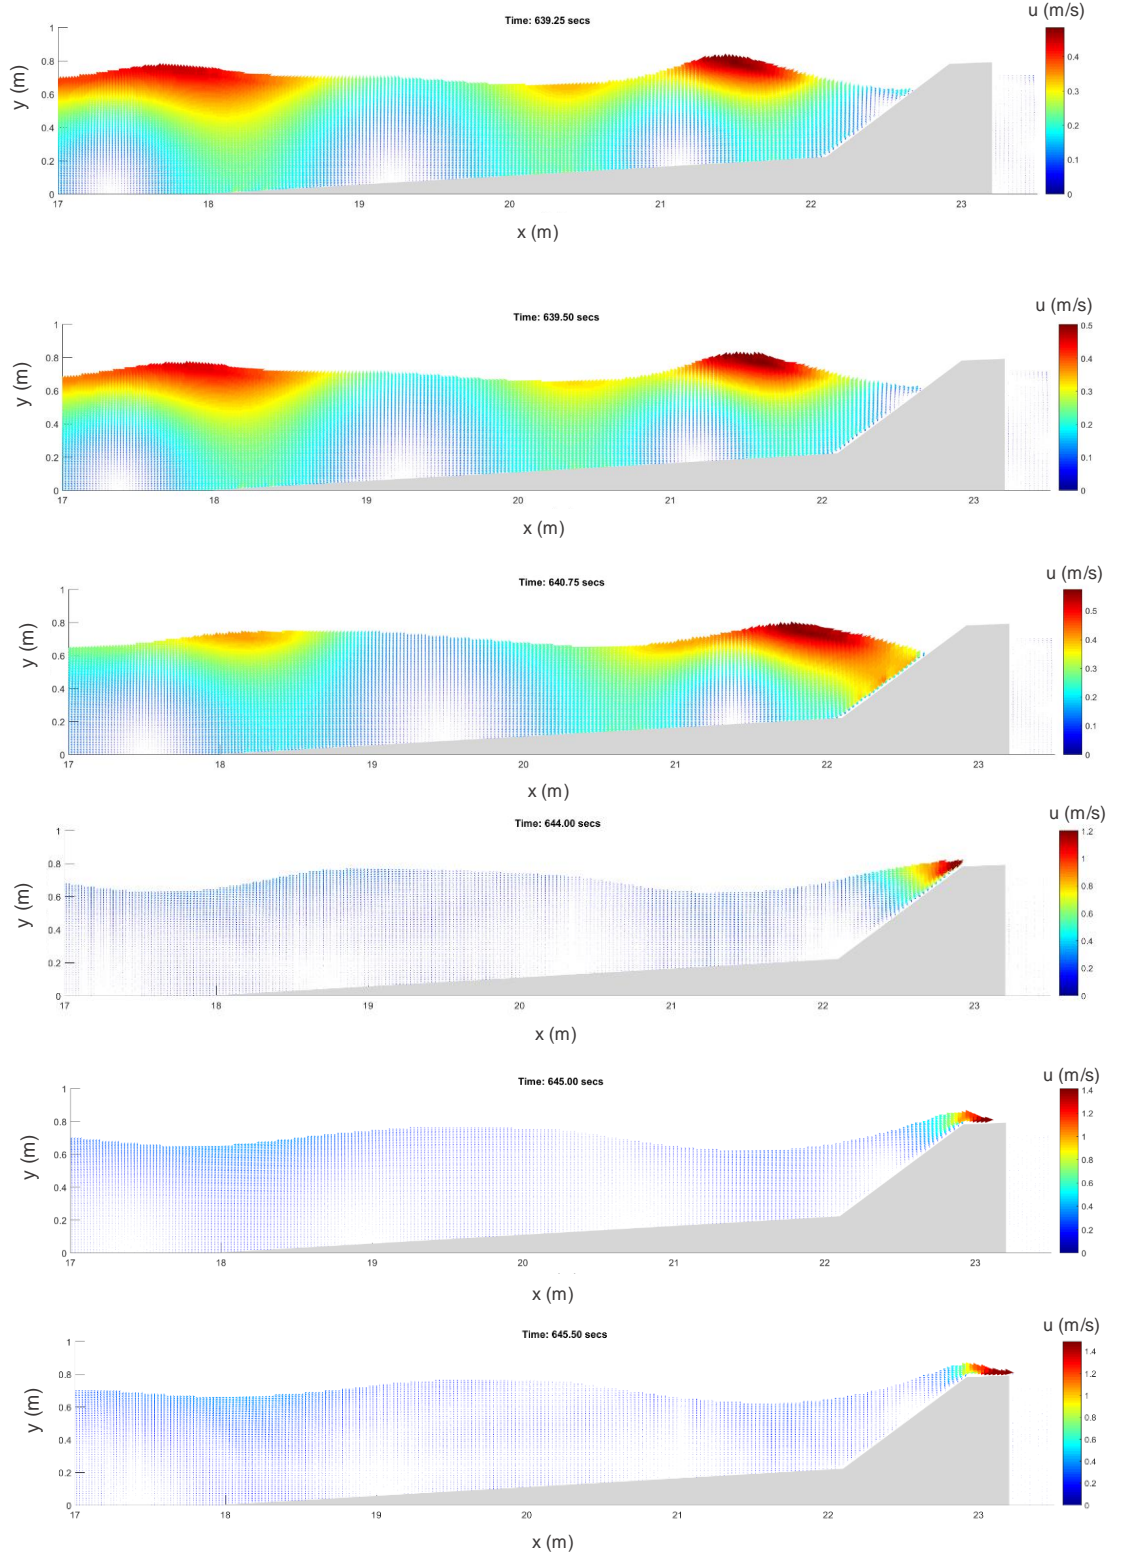 u (m/s)
Time: 639.25 secs
y (m)
1
0.8
0.6
0.4
0.2
0
17 18 19 20 21 22 23
x (m)
0.4
0.3
0.2
0.1
0
u (m/s)
Time: 639.50 secs
y (m)
1
0.8
0.6
0.4
0.2
0
17 18 19 20 21 22 23
x (m)
0.5
0.4
0.3
0.2
0.1
0
u (m/s)
Time: 640.75 secs
y (m)
1
0.8
0.6
0.4
0.2
0
17 18 19 20 21 22 23
x (m)
0.5
0.4
0.3
0.2
0.1
0
u (m/s)
Time: 644.00 secs
y (m)
1
0.8
0.6
0.4
0.2
0
17 18 19 20 21 22 23
x (m)
1.2
1
0.8
0.6
0.4
0.2
0
u (m/s)
Time: 645.00 secs
y (m)
1
0.8
0.6
0.4
0.2
0
17 18 19 20 21 22 23
x (m)
1.4
1.2
1
0.8
0.6
0.4
0.2
0
u (m/s)
Time: 645.50 secs
y (m)
1
0.8
0.6
0.4
0.2
0
17 18 19 20 21 22 23
x (m)
1.4
1.2
1
0.8
0.6
0.4
0.2
0